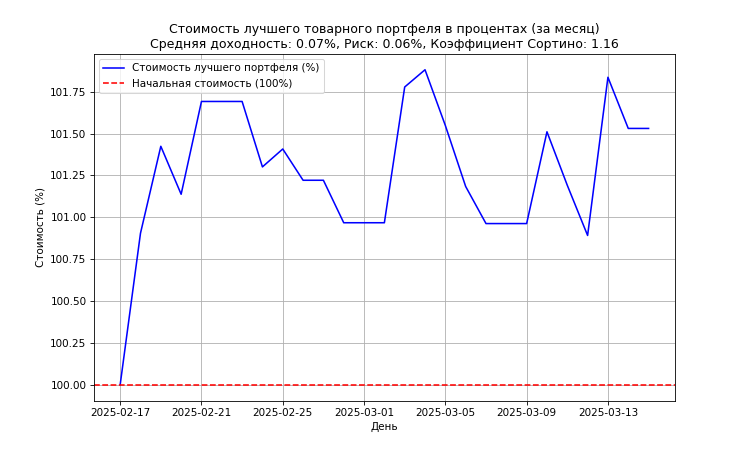 Стоимость лучшего товарного портфеля в процентах (за месяц)
Средняя доходность: 0.07%, Риск: 0.06%, Коэффициент Сортино: 1.16
Стоимость лучшего портфеля (%)
Начальная стоимость (100%)
Стоимость (%)
101.75
101.50
101.25
101.00
100.75
100.50
100.25
100.00
2025-02-17
2025-02-21
2025-02-25
2025-03-01
2025-03-05
2025-03-09
2025-03-13
День